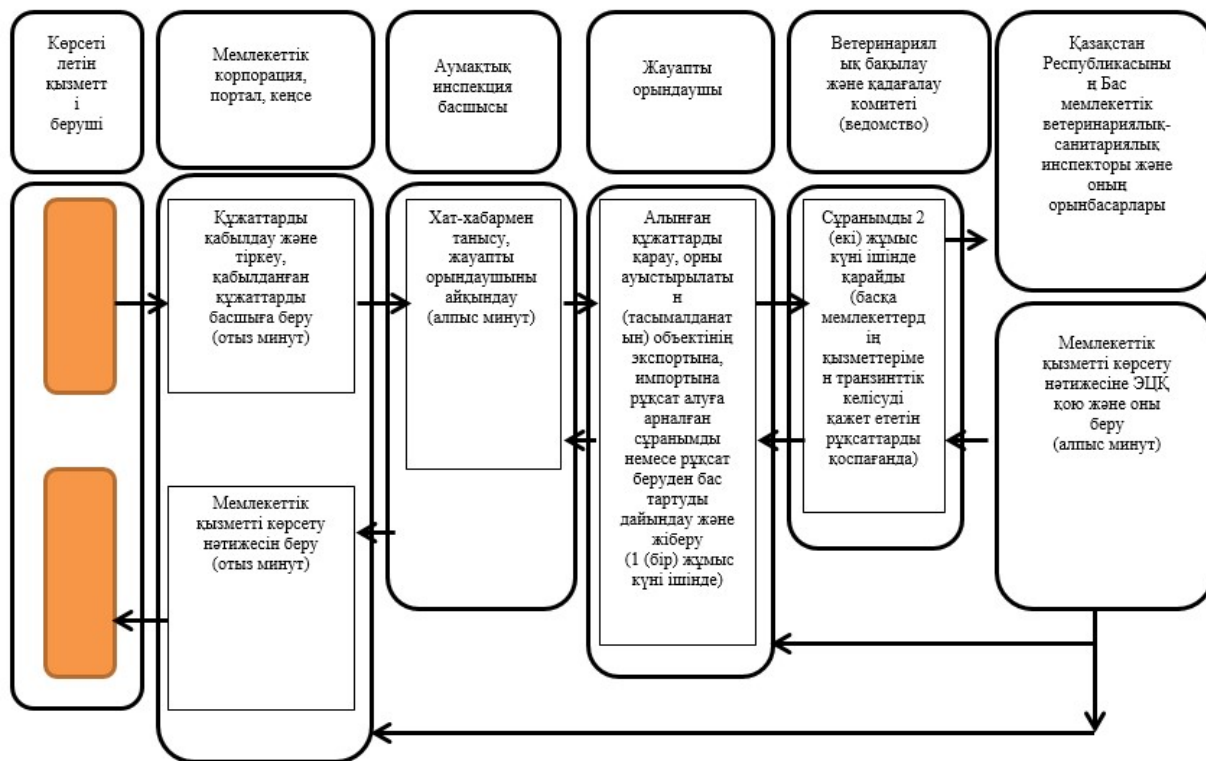 Көрсеті
летін
қызметт
і
беруші
Мемлекеттік
корпорация,
портал, кеңсе
Аумақтық
инспекция
басшысы
Жауапты
орындаушы
Ветеринариял
ық бақылау
және қадағалау
комитеті
(ведомство)
Қазақстан
Республикасыны
ң Бас
мемлекеттік
ветеринариялық-
санитариялық
инспекторы және
оның
орынбасарлары
Құжаттарды
қабылдау және
тіркеу,
қабылданған
құжаттарды
басшыға беру
(отыз минут)
Хат-хабармен
танысу,
жауапты
орындаушыны
айқындау
(алпыс минут)
Алынған
құжаттарды
қарау, орны
ауыстырылаты
н
(тасымалданат
ын) объектінің
экспортына,
импортына
рұқсат алуға
арналған
сұранымды
немесе рұқсат
беруден бас
тартуды
дайындау және
жіберу
(1 (бір) жұмыс
күні ішінде)
Сұранымды 2
(екі) жұмыс
күні ішінде
қарайды
(басқа
мемлекеттерд
ің
қызметтеріме
н транзинттік
келісуді
қажет ететін
рұқсаттарды
қоспағанда)
Мемлекеттік
қызметті көрсету
нәтижесіне ЭЦҚ
қою және оны
беру
(алпыс минут)
Мемлекеттік
қызметті көрсету
нәтижесін беру
(отыз минут)